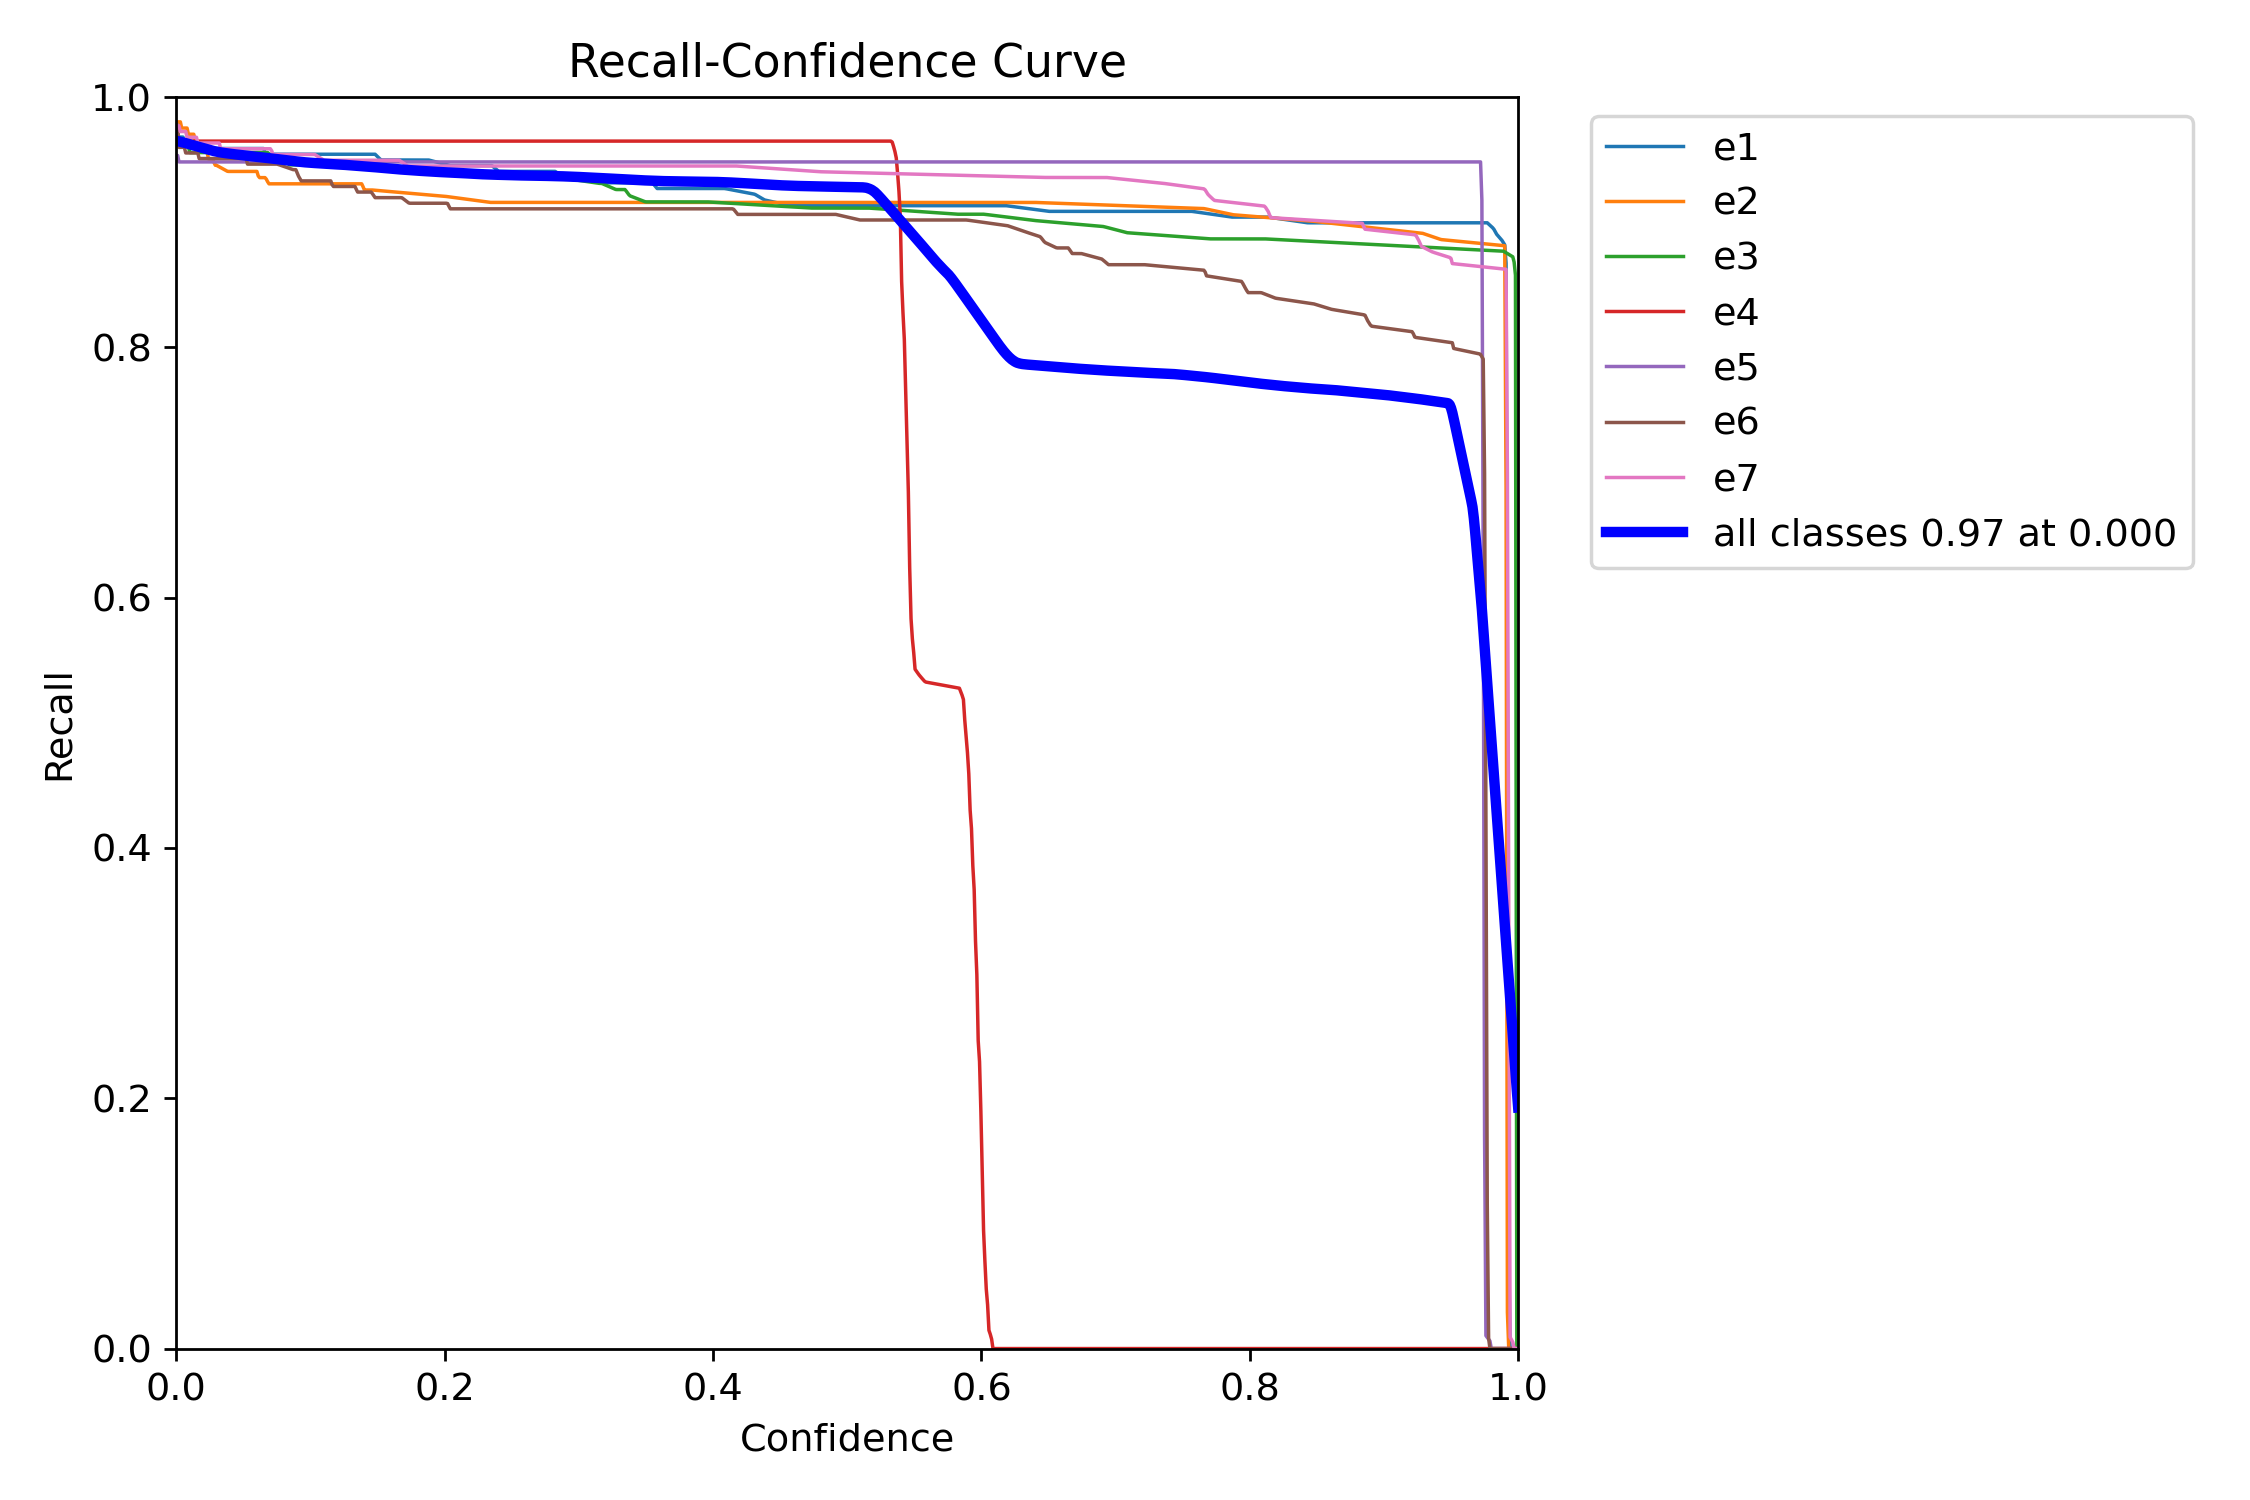 Recall-Confidence Curve
1.0
0.8
0.6
0.4
0.2
0.0
Recall
0.0 0.2 0.4 0.6 0.8 1.0
Confidence
e1
e2
e3
e4
e5
e6
e7
all classes 0.97 at 0.000